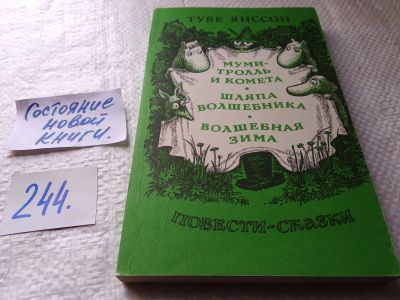 ТУВЕ ЯНССОН
МУМИ-
ТРОЛЛЬ
И КОМЕТА
•
ШЛЯПА
ВОЛШЕБНИКА
•
ВОЛШЕБНАЯ
ЗИМА
ПОВЕСТИ-СКАЗКИ
Состояние
новой
книги.
244.